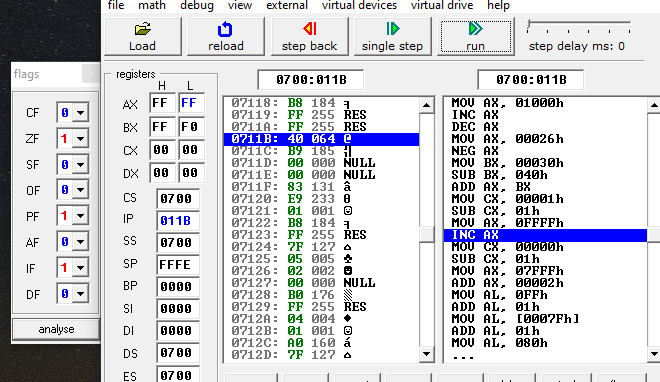 file math debug view external virtual devices virtual drive help
Load reload step back single step run step delay ms: 0
flags
CF 0
ZF 1
SF 0
OF 0
PF 1
AF 0
IF 1
DF 0
analyse
registers
H L
AX FF FF
BX FF F0
CX 00 00
DX 00 00
CS 0700
IP 011B
SS 0700
SP FFFE
BP 0000
SI 0000
DI 0000
DS 0700
ES 0700
0700:011B
07118: B8 184 ╕
07119: FF 255 RES
0711A: FF 255 RES
0711B: 40 064 @
0711C: B9 185 ╣
0711D: 00 000 NULL
0711E: 00 000 NULL
0711F: 83 131 â
07120: E9 233 θ
07121: 01 001 ☺
07122: B8 184 ╕
07123: FF 255 RES
07124: 7F 127 ⌂
07125: 05 005 ♣
07126: 02 002 ☻
07127: 00 000 NULL
07128: B0 176 ░
07129: FF 255 RES
0712A: 04 004 ♦
0712B: 01 001 ☺
0712C: A0 160 á
0712D: 7F 127 ⌂
0700:011B
MOV AX, 01000h
INC AX
DEC AX
MOV AX, 00026h
NEG AX
MOV BX, 00030h
SUB BX, 040h
ADD AX, BX
MOV CX, 00001h
SUB CX, 01h
MOV AX, 0FFFFh
INC AX
MOV CX, 00000h
SUB CX, 01h
MOV AX, 07FFFh
ADD AX, 00002h
MOV AL, 0FFh
ADD AL, 01h
MOV AL, [0007Fh]
ADD AL, 01h
MOV AL, 080h
...